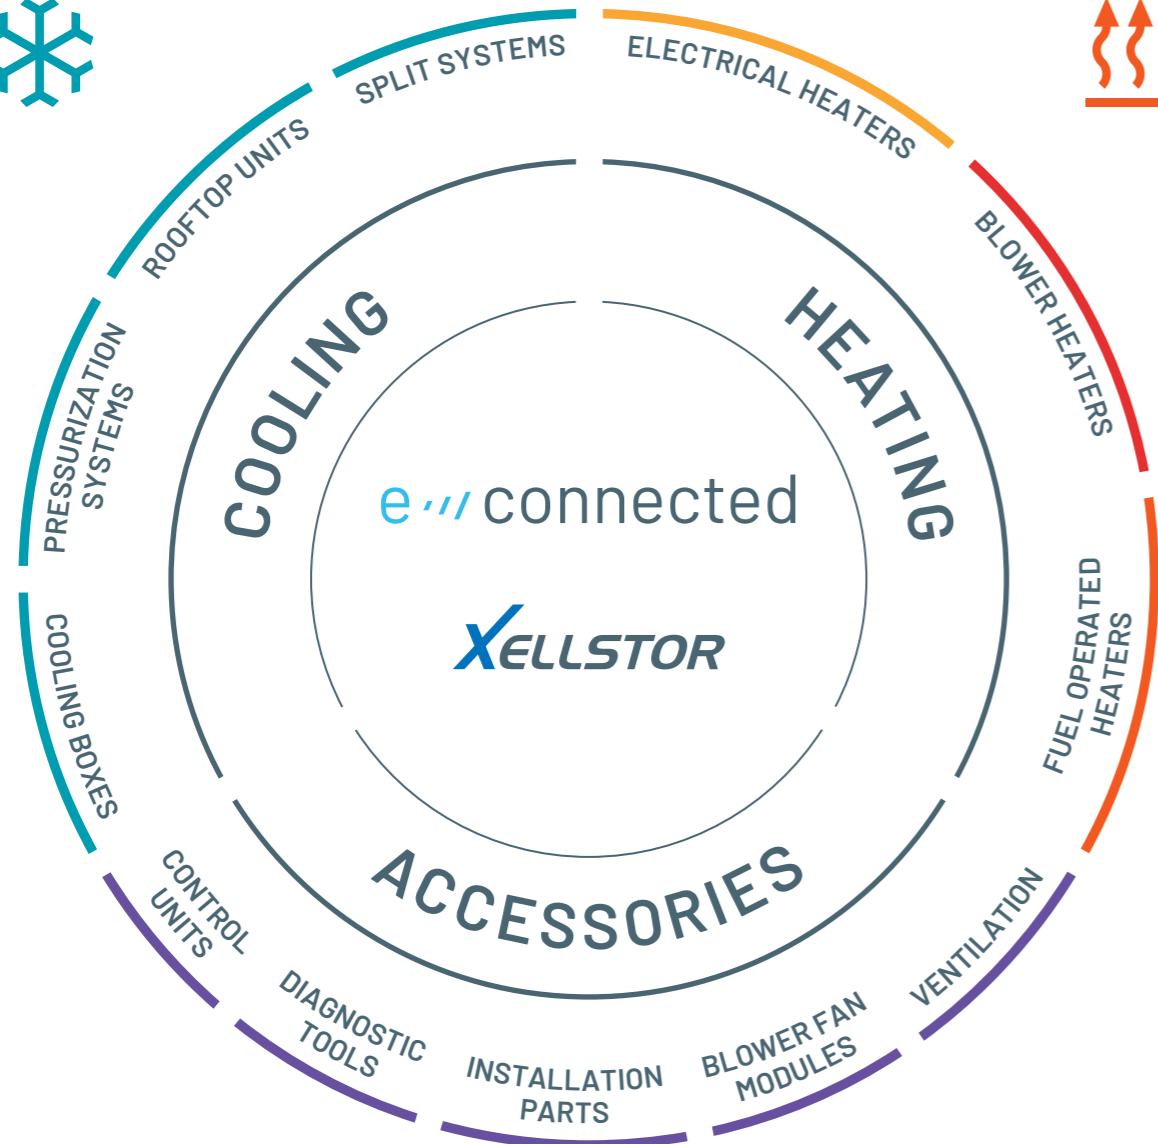 SPLIT SYSTEMS
ELECTRICAL HEATERS
ROOFTOP UNITS
BLOWER HEATERS
PRESSURIZATION
SYSTEMS
COOLING
HEATING
e connected
XELLSTOR
COOLING BOXES
FUEL OPERATED
HEATERS
ACCESSORIES
CONTROL
UNITS
DIAGNOSTIC
TOOLS
INSTALLATION
PARTS
BLOWER FAN
MODULES
VENTILATION